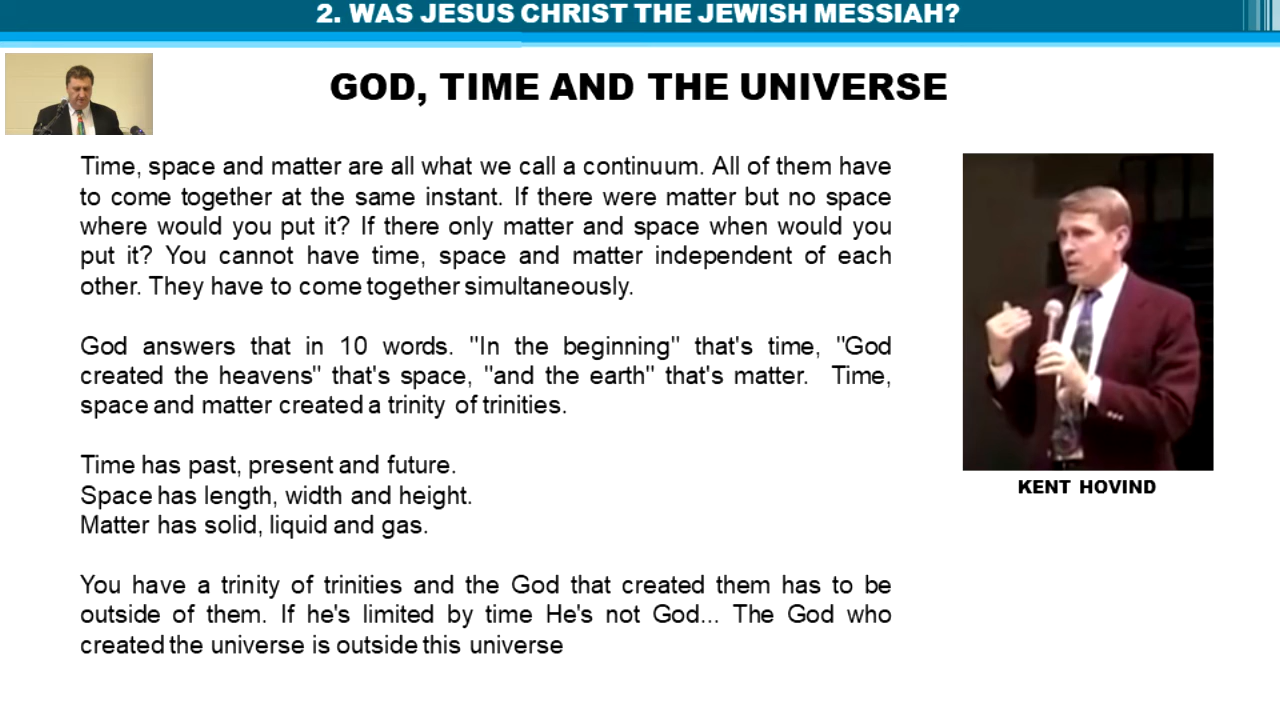 2. WAS JESUS CHRIST THE JEWISH MESSIAH?
GOD, TIME AND THE UNIVERSE
Time, space and matter are all what we call a continuum. All of them have
to come together at the same instant. If there were matter but no space
where would you put it? If there only matter and space when would you
put it? You cannot have time, space and matter independent of each
other. They have to come together simultaneously.
God answers that in 10 words. "In the beginning" that's time, "God
created the heavens" that's space, "and the earth" that's matter. Time,
space and matter created a trinity of trinities.
Time has past, present and future.
Space has length, width and height.
Matter has solid, liquid and gas.
You have a trinity of trinities and the God that created them has to be
outside of them. If he's limited by time He's not God... The God who
created the universe is outside this universe
KENT HOVIND